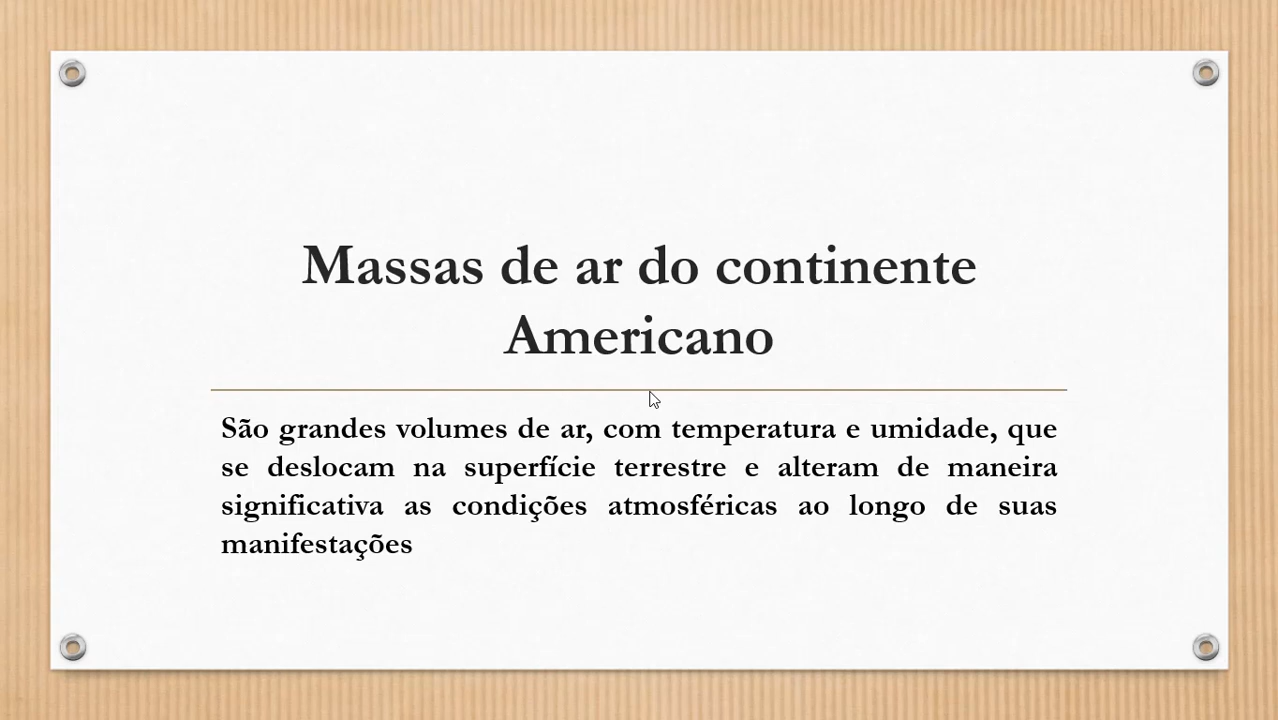 Massas de ar do continente
Americano
São grandes volumes de ar, com temperatura e umidade, que
se deslocam na superfície terrestre e alteram de maneira
significativa as condições atmosféricas ao longo de suas
manifestações